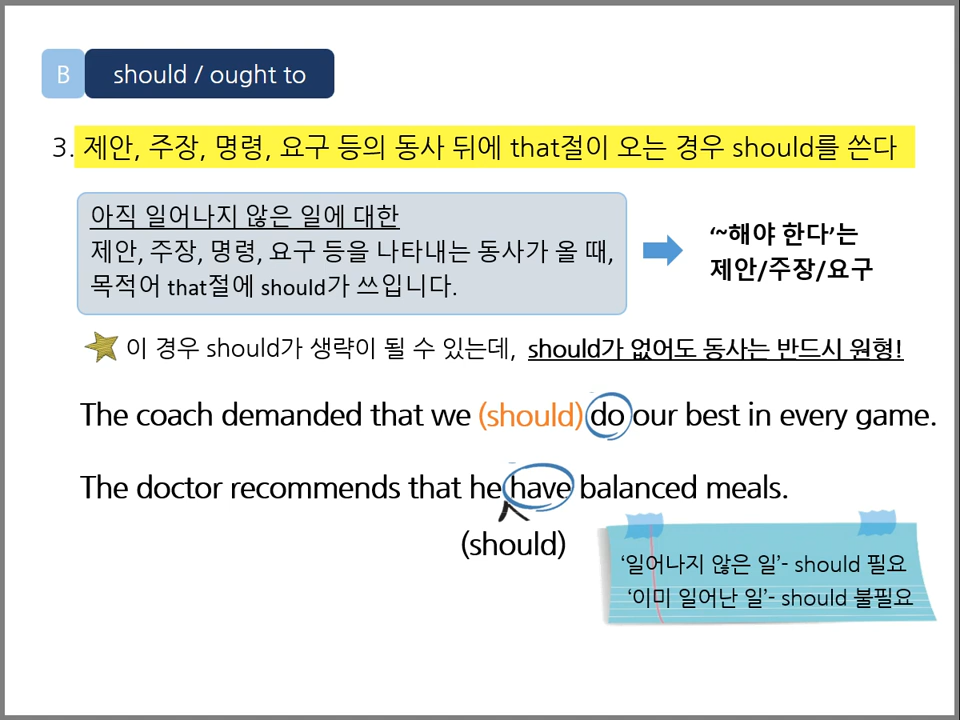 B should / ought to
3. 제안, 주장, 명령, 요구 등의 동사 뒤에 that절이 오는 경우 should를 쓴다
아직 일어나지 않은 일에 대한
제안, 주장, 명령, 요구 등을 나타내는 동사가 올 때,
목적어 that절에 should가 쓰입니다.
‘~해야 한다’는
제안/주장/요구
이 경우 should가 생략이 될 수 있는데, should가 없어도 동사는 반드시 원형!
The coach demanded that we (should) do our best in every game.
The doctor recommends that he have balanced meals.
(should)
‘일어나지 않은 일’- should 필요
‘이미 일어난 일’- should 불필요